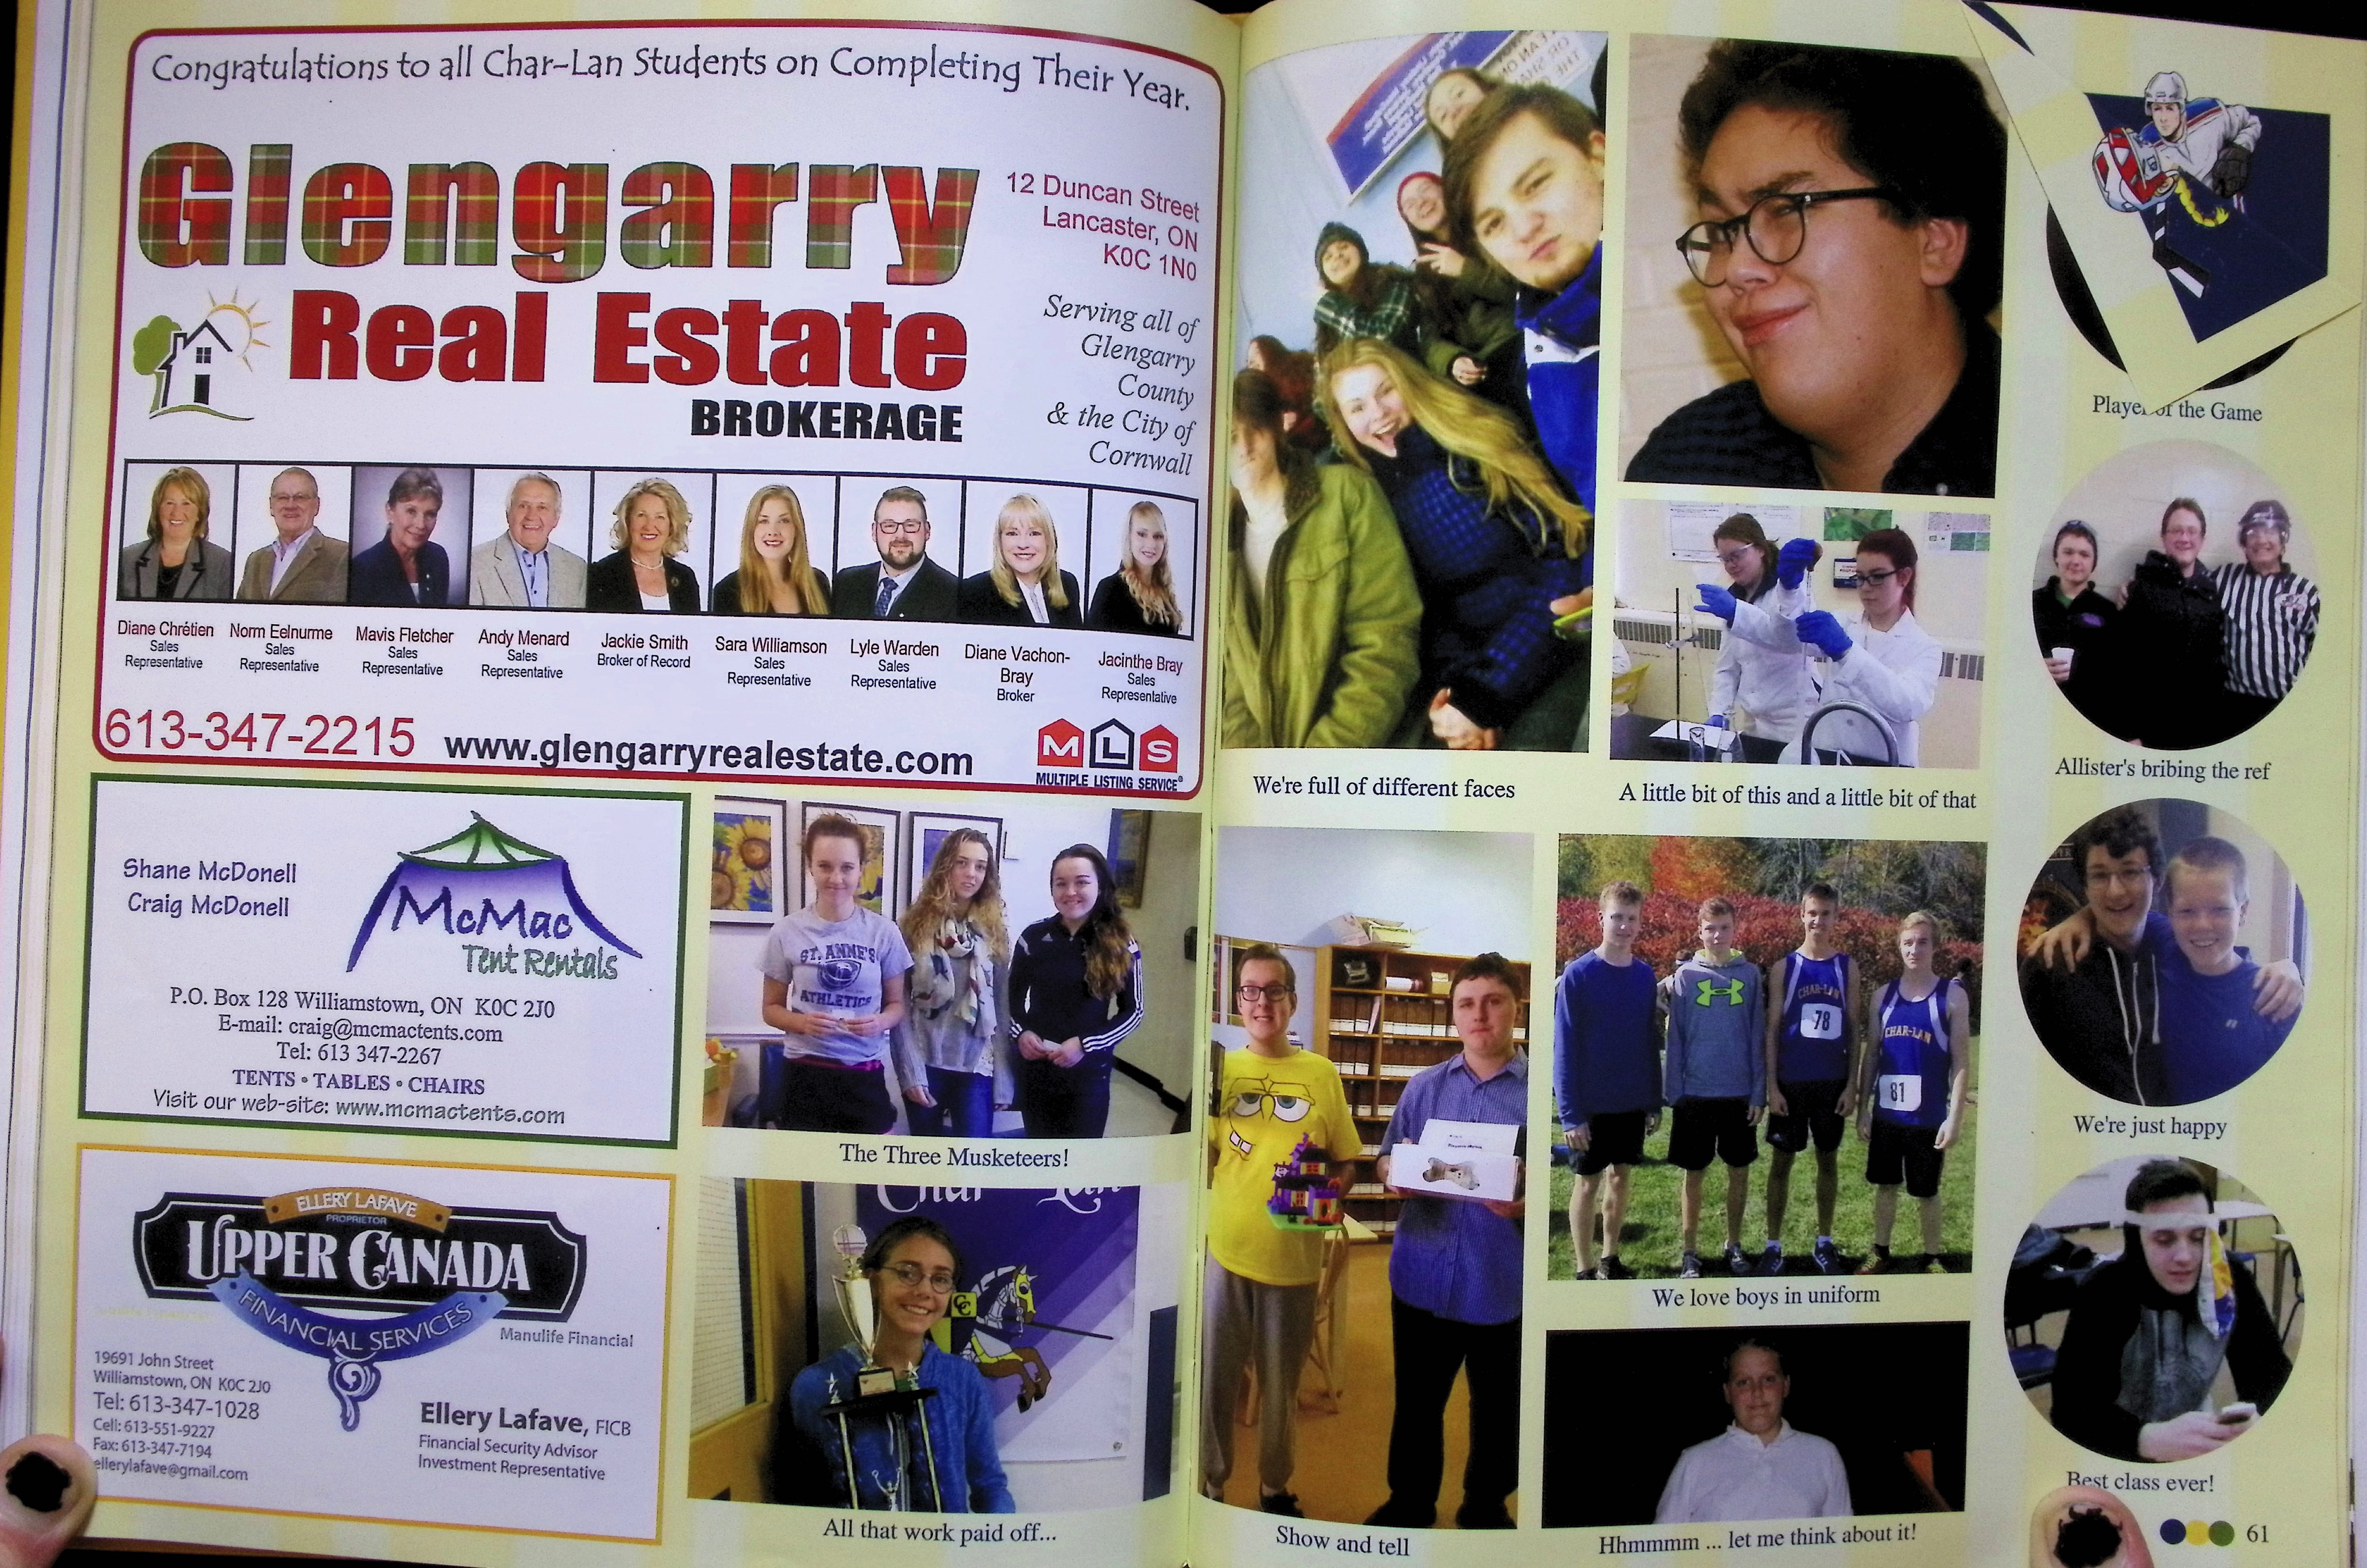 Congratulations to all Char-Lan Students on Completing Their Year.
Glengarry
Real Estate
BROKERAGE
12 Duncan Street
Lancaster, ON
K0C 1N0
Serving all of
Glengarry
County
& the City of
Cornwall
Diane Chrétien
Sales
Representative
Norm Eelnurme
Sales
Representative
Mavis Fletcher
Sales
Representative
Andy Menard
Sales
Representative
Jackie Smith
Broker of Record
Sara Williamson
Sales
Representative
Lyle Warden
Sales
Representative
Diane Vachon-
Bray
Broker
Jacinthe Bray
Sales
Representative
613-347-2215
www.glengarryrealestate.com
MLS
MULTIPLE LISTING SERVICE®
Shane McDonell
Craig McDonell
McMac
Tent Rentals
P.O. Box 128 Williamstown, ON K0C 2J0
E-mail: craig@mcmactents.com
Tel: 613 347-2267
TENTS • TABLES • CHAIRS
Visit our web-site: www.mcmactents.com
ELLERY LAFAVE
PROPRIETOR
UPPER CANADA
FINANCIAL SERVICES
Manulife Financial
19691 John Street
Williamstown, ON K0C 2J0
Tel: 613-347-1028
Cell: 613-551-9227
Fax: 613-347-7194
ellerylafave@gmail.com
Ellery Lafave, FICB
Financial Security Advisor
Investment Representative
ST. ANNE'S
ATHLETICS
The Three Musketeers!
Char Lan
CC
All that work paid off...
We're full of different faces
A little bit of this and a little bit of that
Player of the Game
Allister's bribing the ref
We're just happy
Best class ever!
Show and tell
CHAR-LAN
78
CHAR-LAN
81
We love boys in uniform
Hhmmmm ... let me think about it!
61